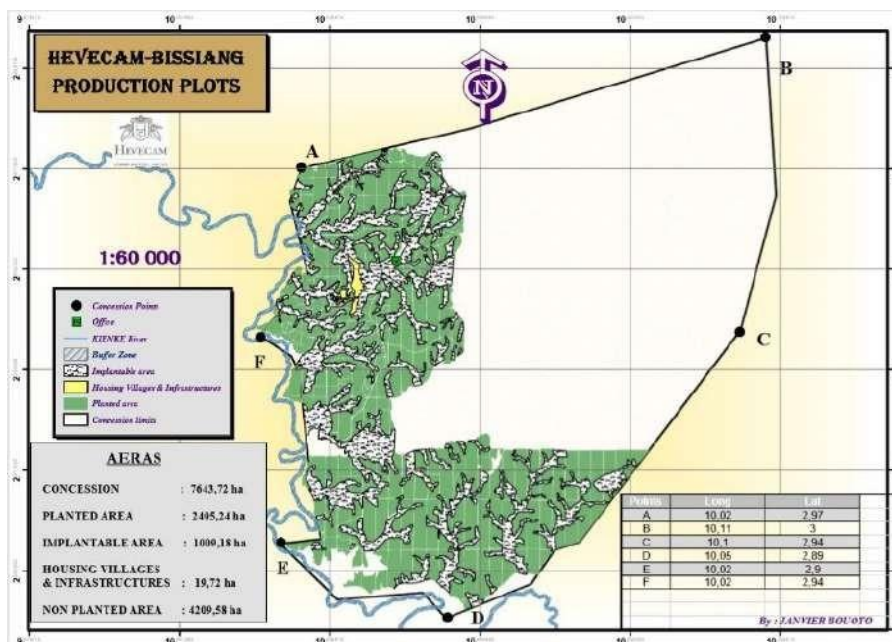 HEVECAM-BISSIANG
PRODUCTION PLOTS
N
B
HEVECAM
A
1:60 000
Concession Points
Office
KIENKE River
Buffer Zone
Implantable area
Housing Villages & Infrastructures
Planted area
Concession limits
F
C
AERAS
CONCESSION : 7643,72 ha
PLANTED AREA : 2405,24 ha
IMPLANTABLE AREA : 1009,18 ha
HOUSING VILLAGES
& INFRASTRUCTURES : 19,72 ha
NON PLANTED AREA : 4209,58 ha
E
D
Points Long Lat
A 10,02 2,97
B 10,11 3
C 10,1 2,94
D 10,05 2,89
E 10,02 2,9
F 10,02 2,94
By : JANVIER BOUOTO